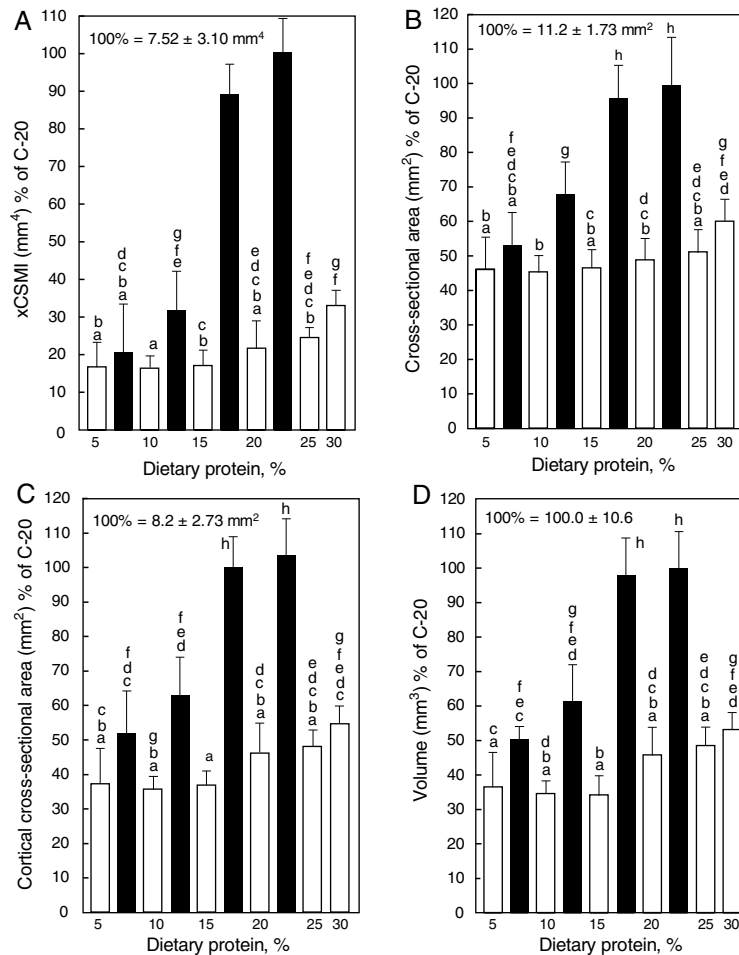 A
100% = 7.52 ± 3.10 mm4
xCSMI (mm4) % of C-20
110
100
90
80
70
60
50
40
30
20
10
0
b
a
d
c
b
a
a
g
f
e
c
b
e
d
c
b
a
f
e
d
c
b
g
f
5 10 15 20 25 30
Dietary protein, %
B
100% = 11.2 ± 1.73 mm2
Cross-sectional area (mm2) % of C-20
120
110
100
90
80
70
60
50
40
30
20
10
0
b
a
f
e
d
c
b
a
b
g
c
b
a
h
d
c
b
h
e
d
c
b
a
g
f
e
d
5 10 15 20 25 30
Dietary protein, %
C
100% = 8.2 ± 2.73 mm2
Cortical cross-sectional area (mm2) % of C-20
120
110
100
90
80
70
60
50
40
30
20
10
0
c
b
a
f
d
c
g
b
a
f
e
d
a
h
d
c
b
a
h
e
d
c
b
a
g
f
e
d
c
5 10 15 20 25 30
Dietary protein, %
D
100% = 100.0 ± 10.6
Volume (mm3) % of C-20
120
110
100
90
80
70
60
50
40
30
20
10
0
c
a
f
e
c
d
b
a
g
f
e
d
b
a
h
d
c
b
a
h
e
d
c
b
a
g
f
e
d
5 10 15 20 25 30
Dietary protein, %